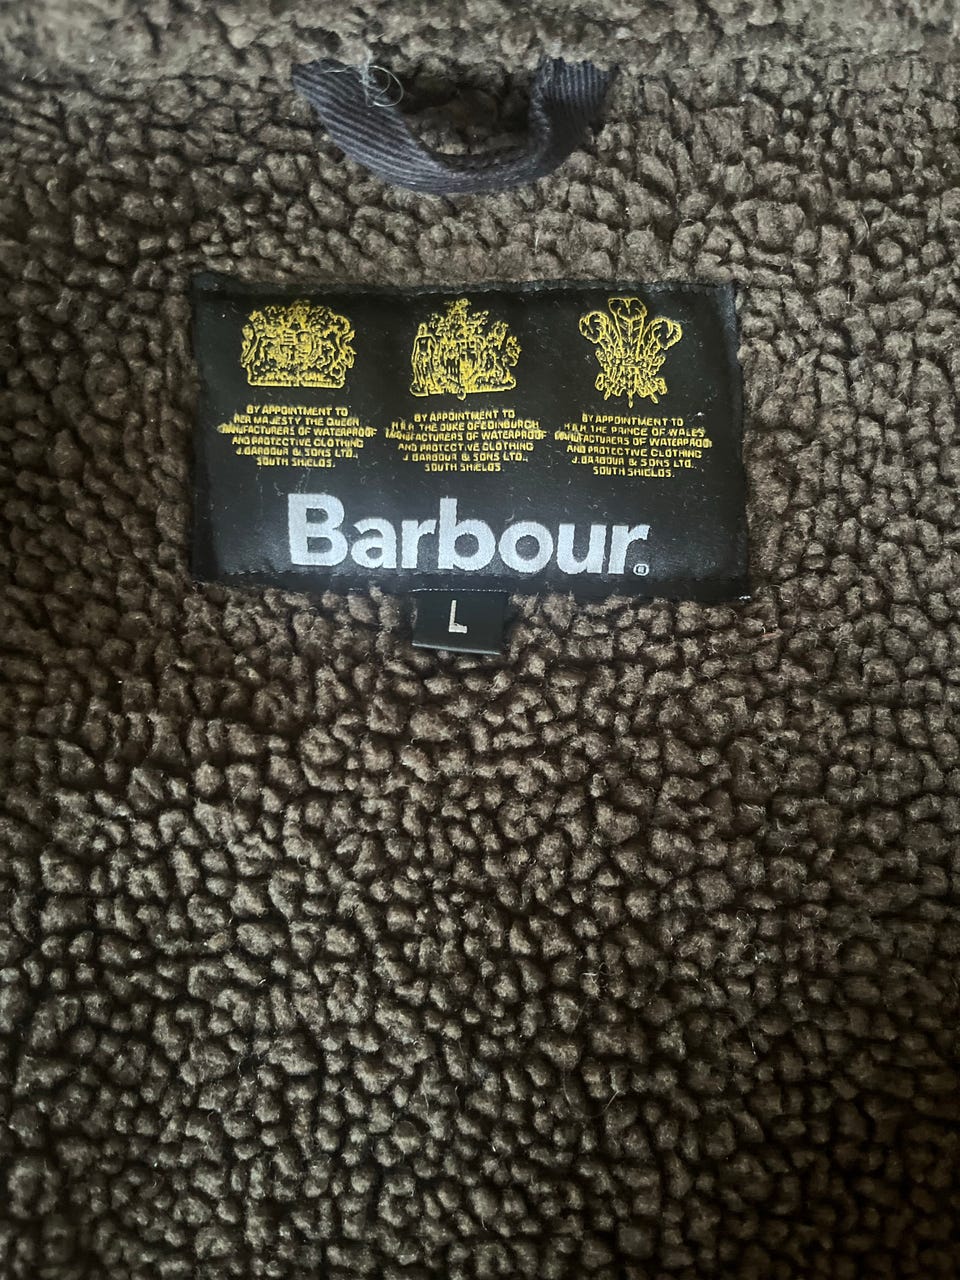 BY APPOINTMENT TO
HER MAJESTY THE QUEEN
MANUFACTURERS OF WATERPROOF
AND PROTECTIVE CLOTHING
J. BARBOUR & SONS LTD.,
SOUTH SHIELDS.
BY APPOINTMENT TO
H.R.H. THE DUKE OF EDINBURGH
MANUFACTURERS OF WATERPROOF
AND PROTECTIVE CLOTHING
J. BARBOUR & SONS LTD.,
SOUTH SHIELDS.
BY APPOINTMENT TO
H.R.H. THE PRINCE OF WALES
MANUFACTURERS OF WATERPROOF
AND PROTECTIVE CLOTHING
J. BARBOUR & SONS LTD.,
SOUTH SHIELDS.
Barbour®
L